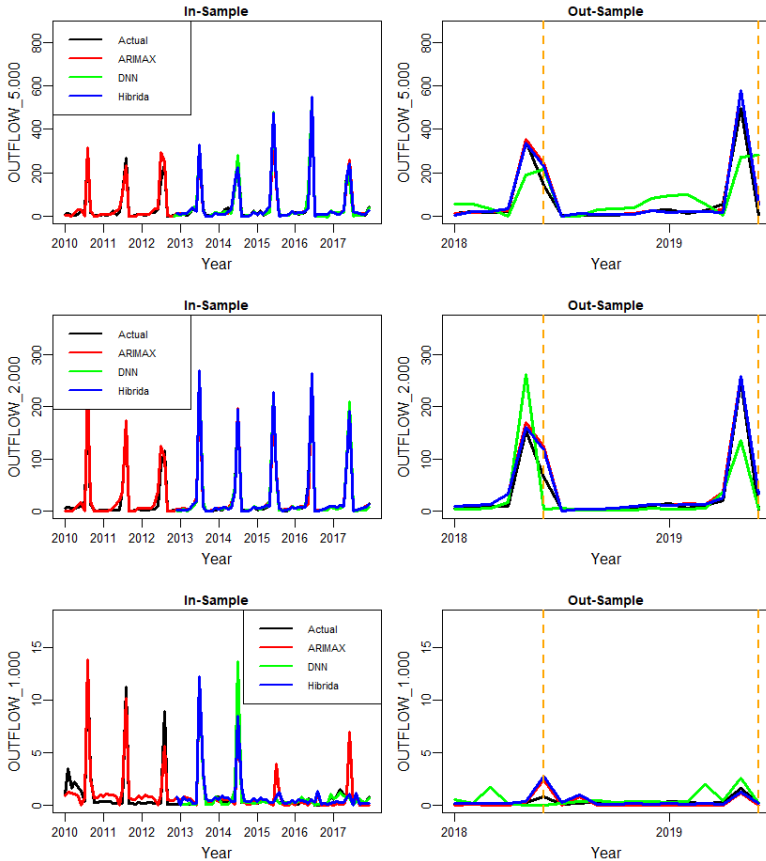 In-Sample
OUTFLOW_5.000
800
600
400
200
0
Actual
ARIMAX
DNN
Hibrida
2010 2011 2012 2013 2014 2015 2016 2017
Year
Out-Sample
OUTFLOW_5.000
800
600
400
200
0
2018 2019
Year
In-Sample
OUTFLOW_2.000
300
200
100
0
Actual
ARIMAX
DNN
Hibrida
2010 2011 2012 2013 2014 2015 2016 2017
Year
Out-Sample
OUTFLOW_2.000
300
200
100
0
2018 2019
Year
In-Sample
OUTFLOW_1.000
15
10
5
0
Actual
ARIMAX
DNN
Hibrida
2010 2011 2012 2013 2014 2015 2016 2017
Year
Out-Sample
OUTFLOW_1.000
15
10
5
0
2018 2019
Year